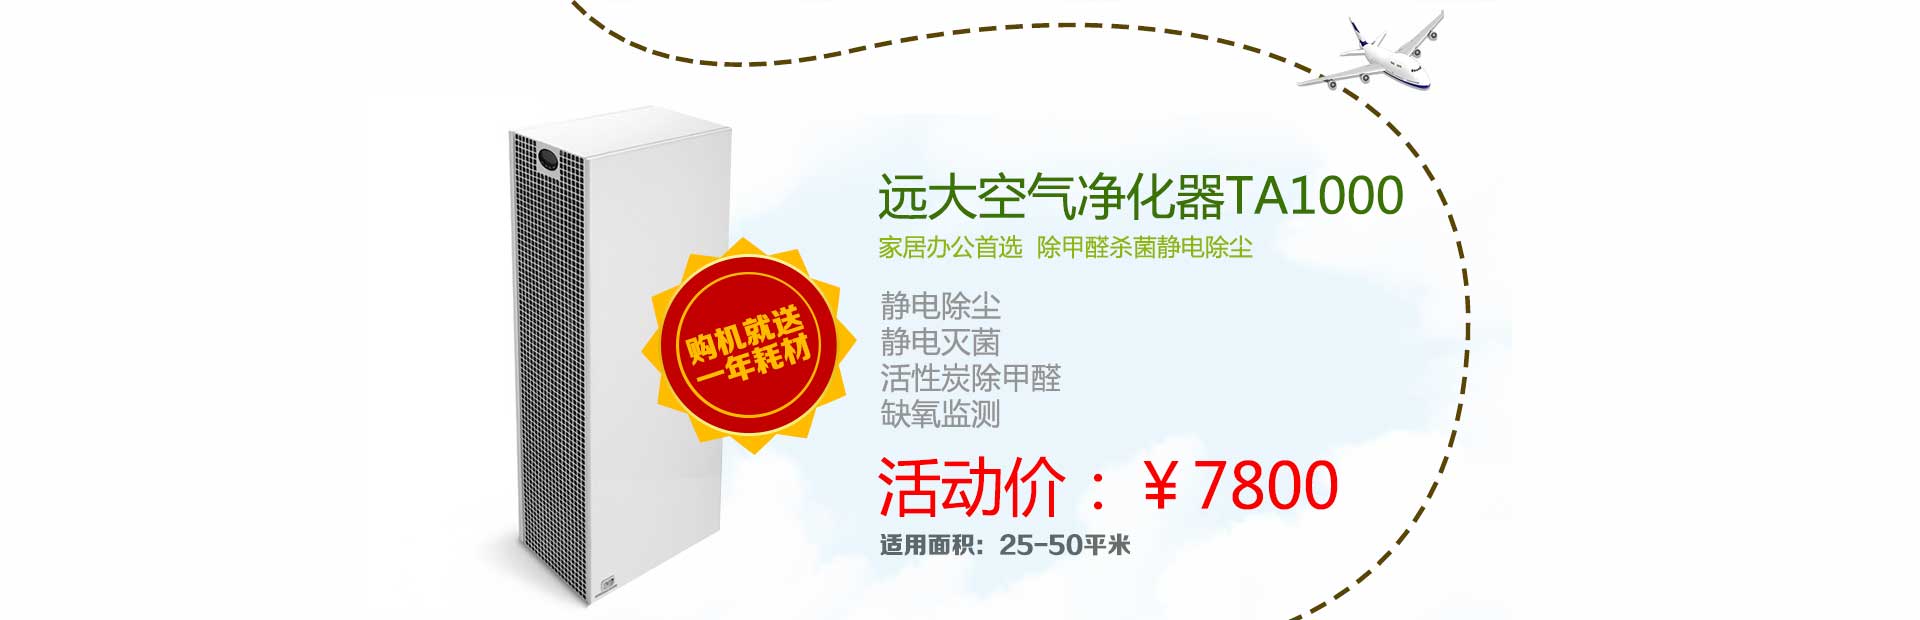 远大空气净化器TA1000
家居办公首选 除甲醛杀菌静电除尘
静电除尘
静电灭菌
活性炭除甲醛
缺氧监测
购机就送
一年耗材
活动价：￥7800
适用面积：25-50平米